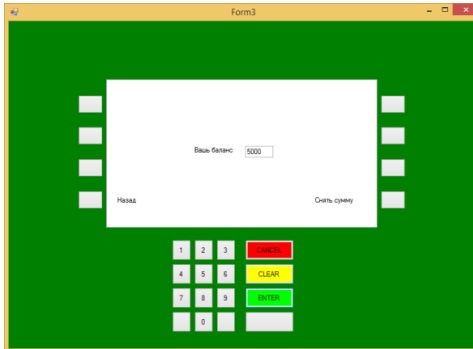 Form3
Вашь баланс 5000
Назад Снять сумму
1 2 3 CANCEL
4 5 6 CLEAR
7 8 9 ENTER
0